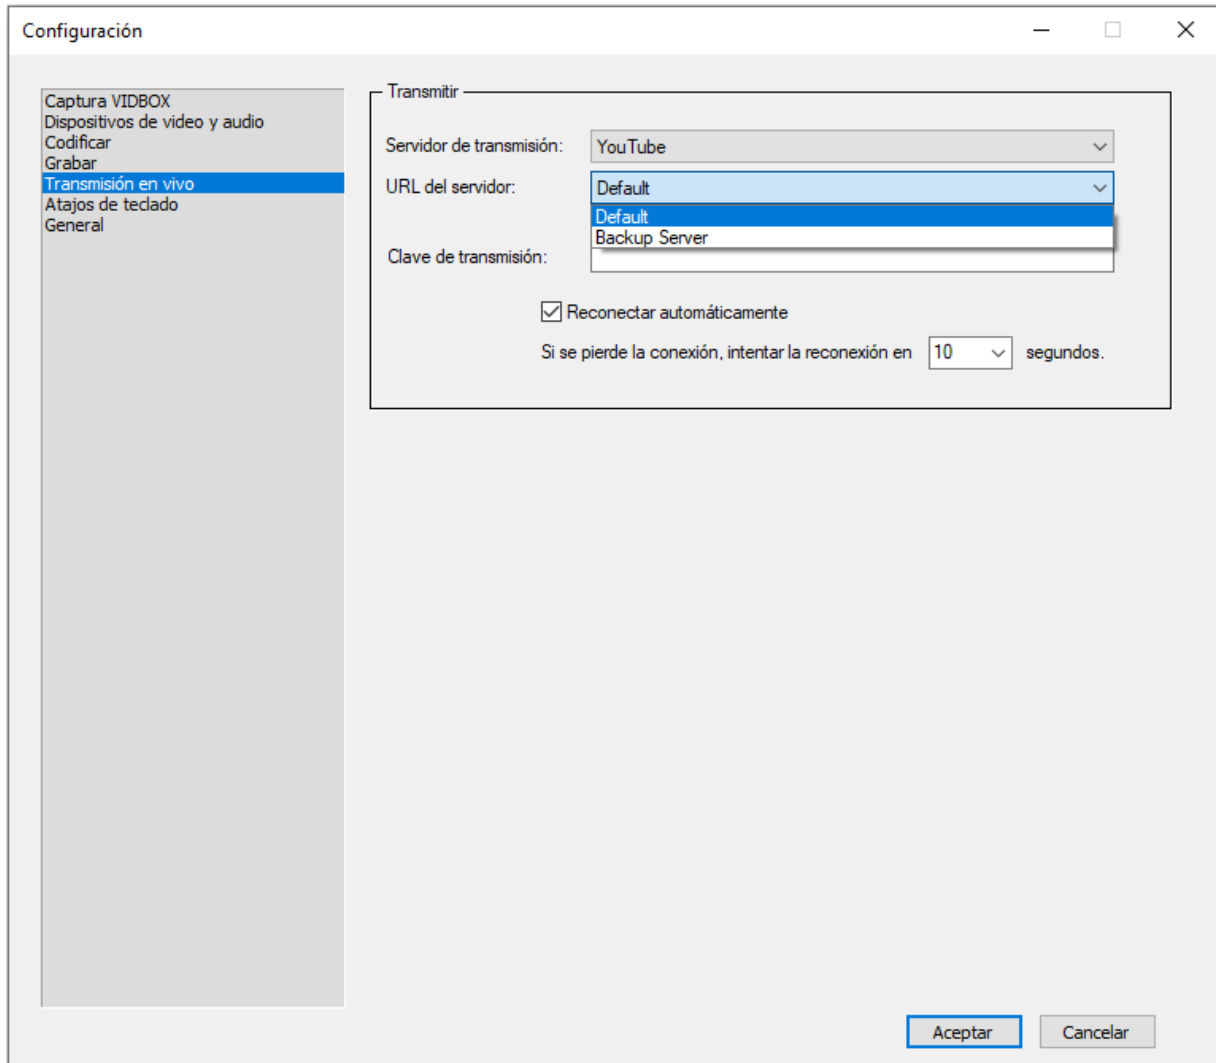 Configuración
Captura VIDBOX
Dispositivos de video y audio
Codificar
Grabar
Transmisión en vivo
Atajos de teclado
General
Transmitir
Servidor de transmisión: YouTube
URL del servidor: Default
Default
Backup Server
Clave de transmisión:
Reconectar automáticamente
Si se pierde la conexión, intentar la reconexión en 10 segundos.
Aceptar Cancelar